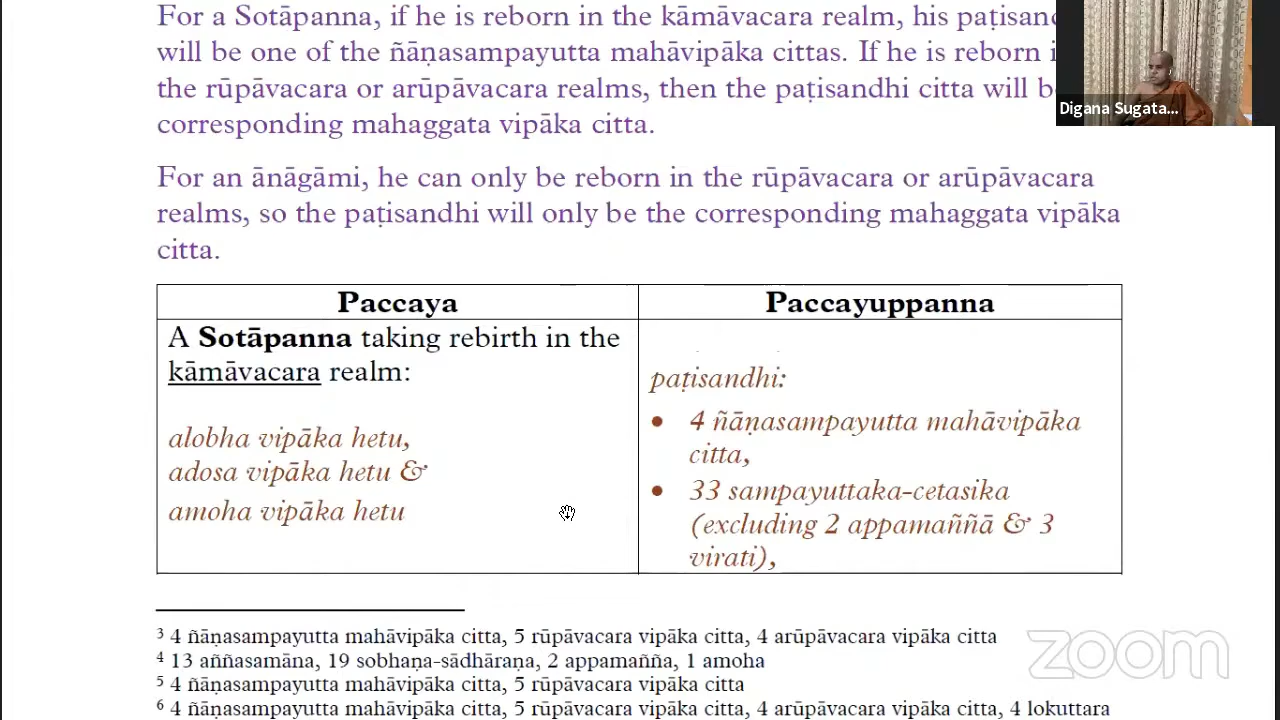 For a Sotāpanna, if he is reborn in the kāmāvacara realm, his
will be one of the ñāṇasampayutta mahāvipāka cittas. If he is reborn
the rūpāvacara or arūpāvacara realms, then the paṭisandhi citta will
corresponding mahaggata vipāka citta.
For an ānāgāmi, he can only be reborn in the rūpāvacara or arūpāvacara
realms, so the paṭisandhi will only be the corresponding mahaggata vipāka
citta.
Digana Sugata...
Paccaya
Paccayuppanna
A Sotāpanna taking rebirth in the
kāmāvacara realm:
alobha vipāka hetu,
adosa vipāka hetu &
amoha vipāka hetu
paṭisandhi:
• 4 ñāṇasampayutta mahāvipāka
citta,
• 33 sampayuttaka-cetasika
(excluding 2 appamaññā & 3
virati),
3 4 ñāṇasampayutta mahāvipāka citta, 5 rūpāvacara vipāka citta, 4 arūpāvacara vipāka citta
4 13 aññasamāna, 19 sobhaṇa-sādhāraṇa, 2 appamañña, 1 amoha
5 4 ñāṇasampayutta mahāvipāka citta, 5 rūpāvacara vipāka citta
6 4 ñāṇasampayutta mahāvipāka citta, 5 rūpāvacara vipāka citta, 4 arūpāvacara vipāka citta, 4 lokuttara
zoom